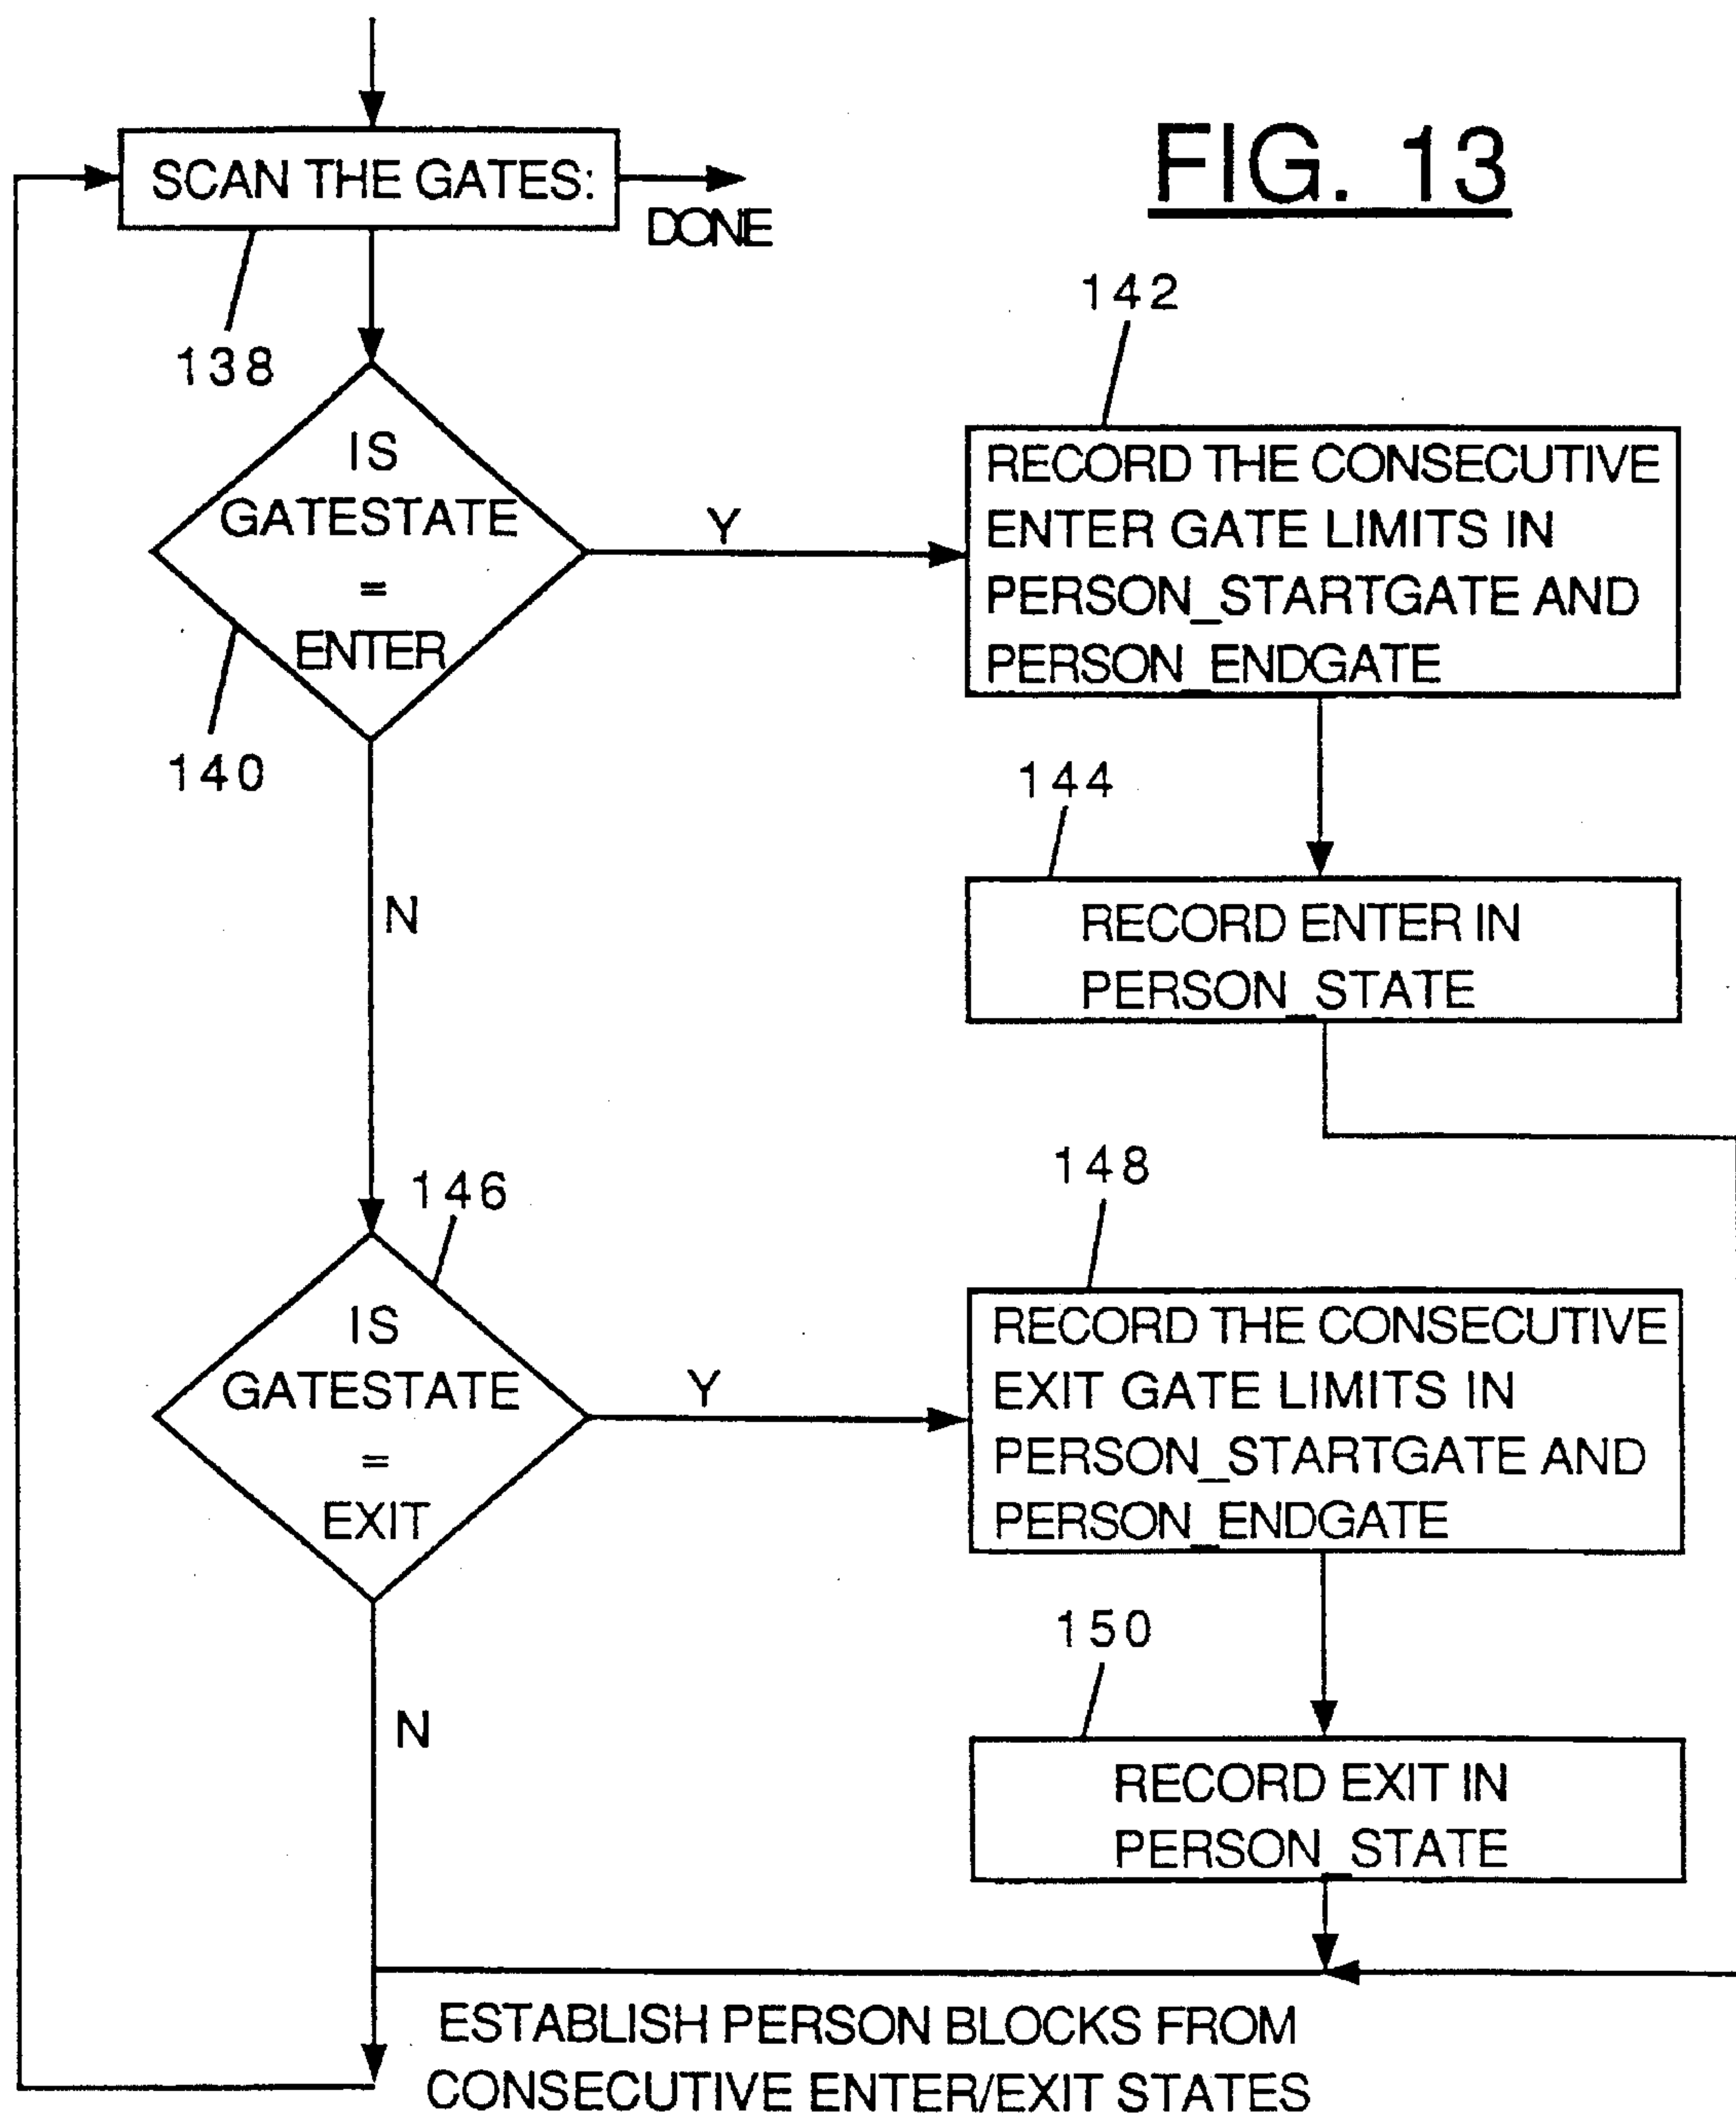 FIG. 13
SCAN THE GATES:
DONE
138
IS
GATESTATE
=
ENTER
140
Y
142
RECORD THE CONSECUTIVE
ENTER GATE LIMITS IN
PERSON_STARTGATE AND
PERSON_ENDGATE
144
RECORD ENTER IN
PERSON_STATE
N
146
IS
GATESTATE
=
EXIT
Y
148
RECORD THE CONSECUTIVE
EXIT GATE LIMITS IN
PERSON_STARTGATE AND
PERSON_ENDGATE
150
RECORD EXIT IN
PERSON_STATE
N
ESTABLISH PERSON BLOCKS FROM
CONSECUTIVE ENTER/EXIT STATES